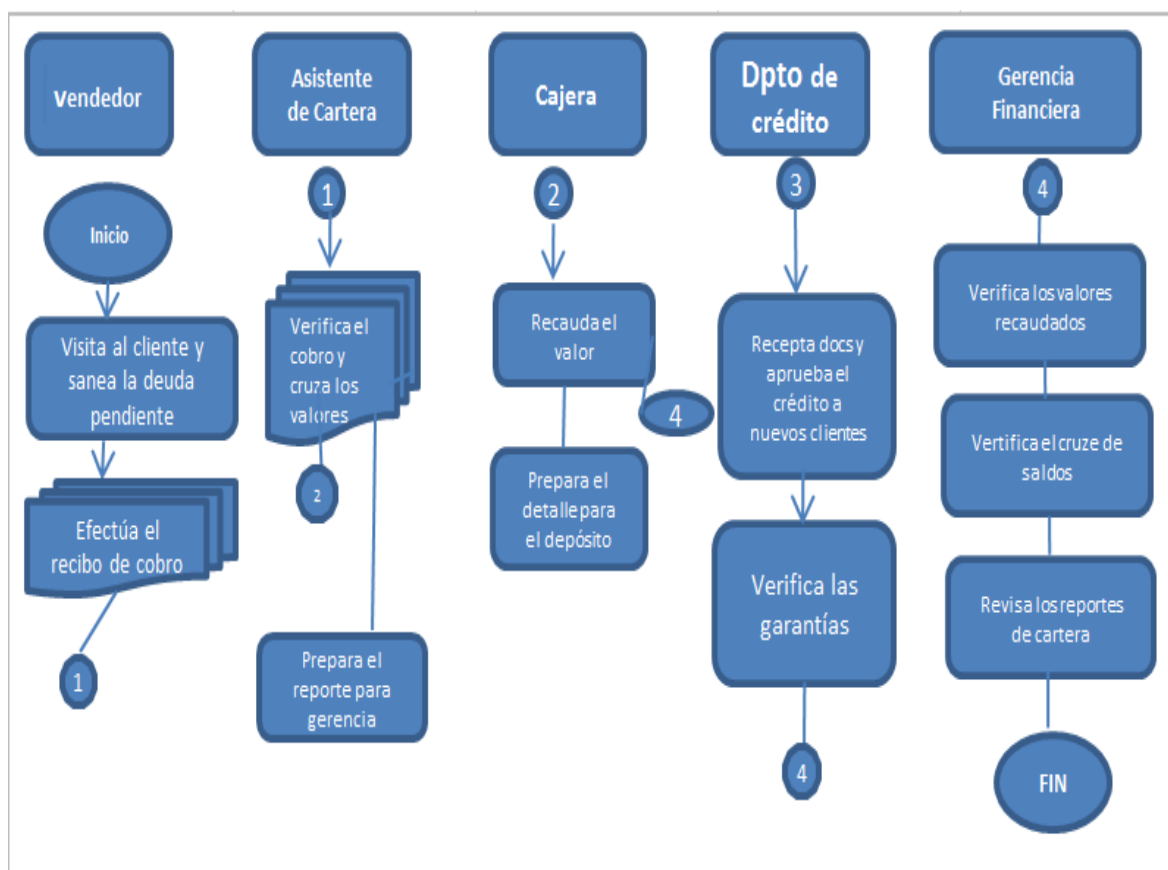 Vendedor
Asistente
de Cartera
Cajera
Dpto de
crédito
Gerencia
Financiera
Inicio
Visita al cliente y
sanea la deuda
pendiente
Efectúa el
recibo de cobro
1
1
Verifica el
cobro y
cruza los
valores
2
Prepara el
reporte para
gerencia
2
Recauda el
valor
4
Prepara el
detalle para
el depósito
3
Recepta docs y
aprueba el
crédito a
nuevos clientes
Verifica las
garantías
4
4
Verifica los valores
recaudados
Vertifica el cruze de
saldos
Revisa los reportes
de cartera
FIN